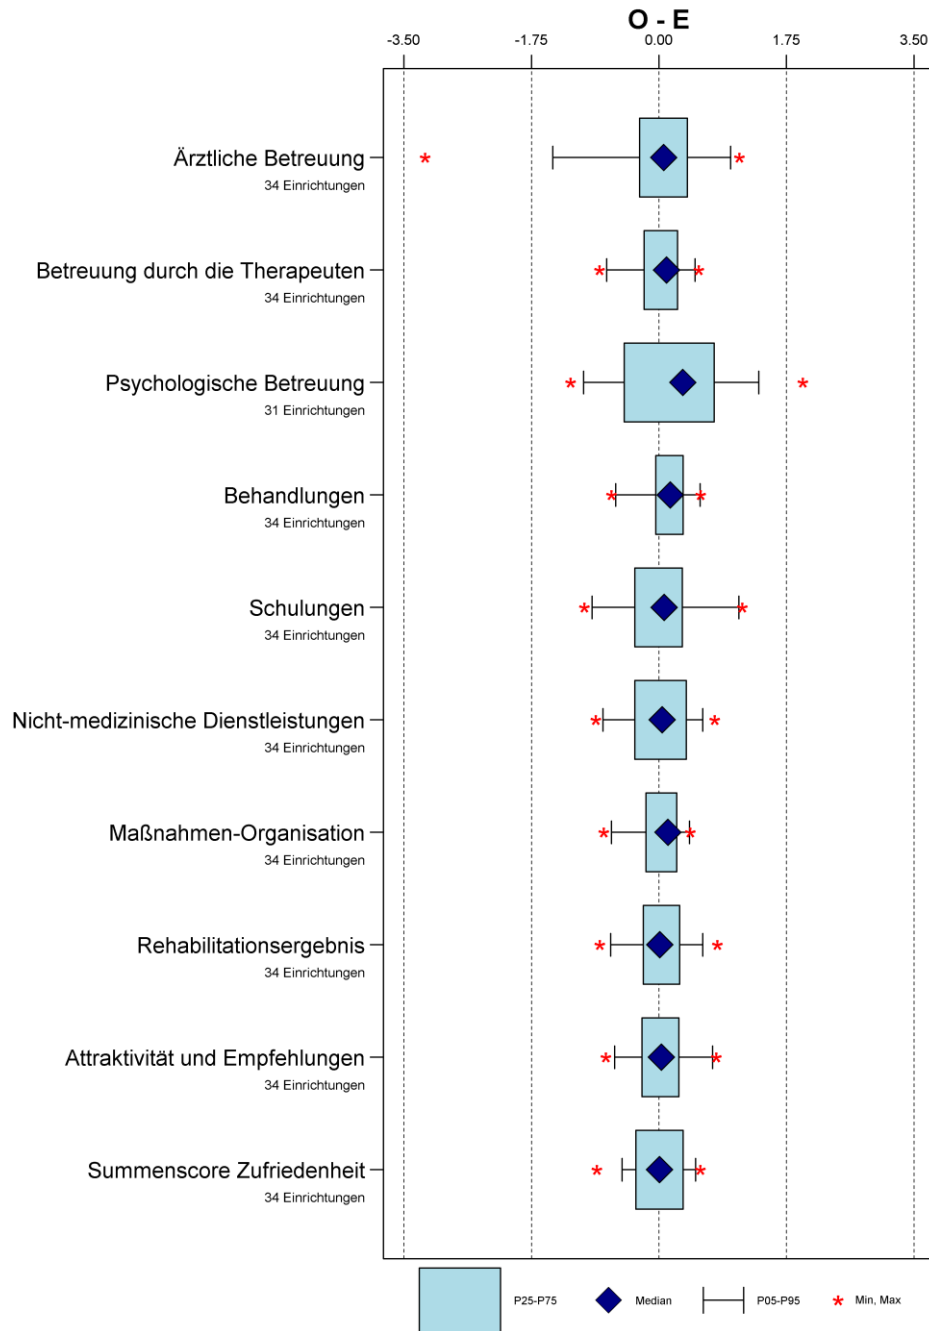 O - E
-3.50 -1.75 0.00 1.75 3.50
Ärztliche Betreuung
34 Einrichtungen
Betreuung durch die Therapeuten
34 Einrichtungen
Psychologische Betreuung
31 Einrichtungen
Behandlungen
34 Einrichtungen
Schulungen
34 Einrichtungen
Nicht-medizinische Dienstleistungen
34 Einrichtungen
Maßnahmen-Organisation
34 Einrichtungen
Rehabilitationsergebnis
34 Einrichtungen
Attraktivität und Empfehlungen
34 Einrichtungen
Summenscore Zufriedenheit
34 Einrichtungen
P25-P75 Median P05-P95 Min, Max